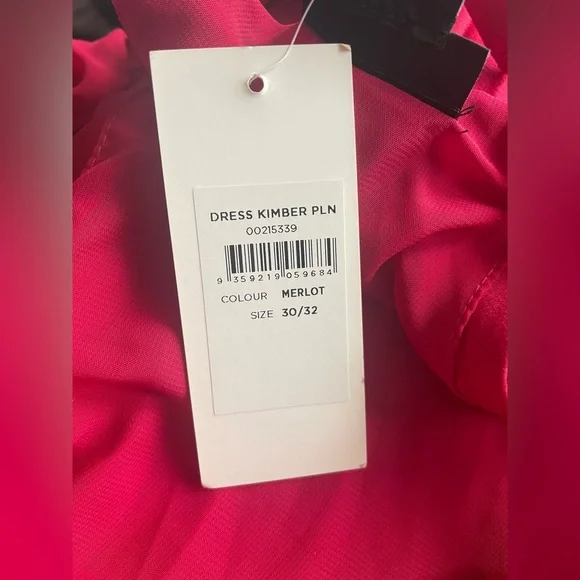 DRESS KIMBER PLN
00215339
9 359219 059684
COLOUR MERLOT
SIZE 30/32